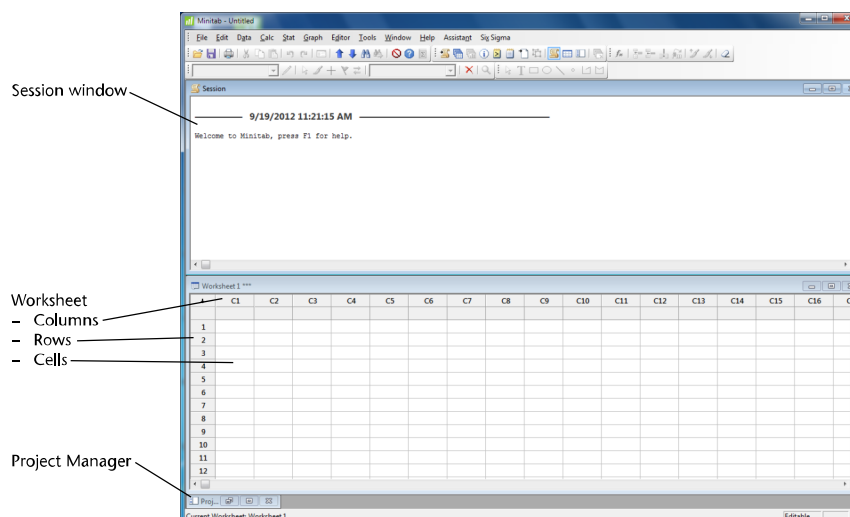 Minitab - Untitled
File Edit Data Calc Stat Graph Editor Tools Window Help Assistant Six Sigma
Session window
Session
9/19/2012 11:21:15 AM
Welcome to Minitab, press F1 for help.
Worksheet 1 ***
Worksheet
– Columns
– Rows
– Cells
C1 C2 C3 C4 C5 C6 C7 C8 C9 C10 C11 C12 C13 C14 C15 C16
1
2
3
4
5
6
7
8
9
10
11
12
Project Manager
Proj...
Current Worksheet: Worksheet 1 Editable